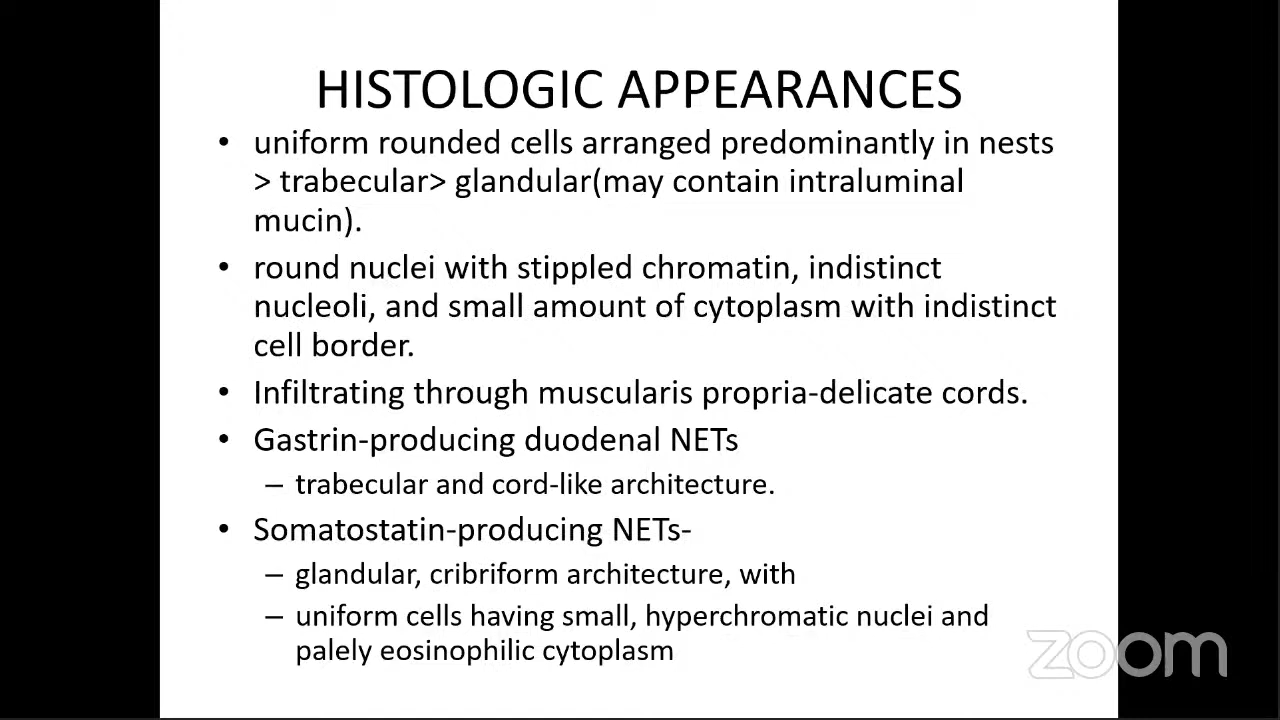 HISTOLOGIC APPEARANCES
• uniform rounded cells arranged predominantly in nests
> trabecular> glandular(may contain intraluminal
mucin).
• round nuclei with stippled chromatin, indistinct
nucleoli, and small amount of cytoplasm with indistinct
cell border.
• Infiltrating through muscularis propria-delicate cords.
• Gastrin-producing duodenal NETs
– trabecular and cord-like architecture.
• Somatostatin-producing NETs-
– glandular, cribriform architecture, with
– uniform cells having small, hyperchromatic nuclei and
palely eosinophilic cytoplasm
zoom